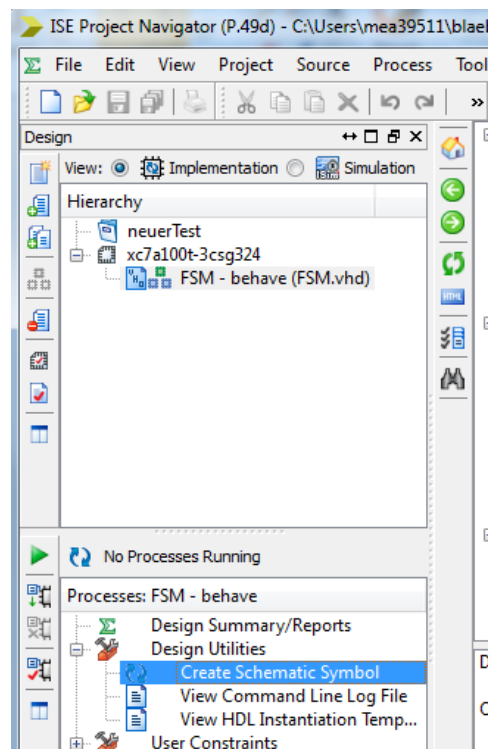 ISE Project Navigator (P.49d) - C:\Users\mea39511\blael
File Edit View Project Source Process Tool
»
Design
View: Implementation Simulation
Hierarchy
neuerTest
xc7a100t-3csg324
FSM - behave (FSM.vhd)
No Processes Running
Processes: FSM - behave
Design Summary/Reports
Design Utilities
Create Schematic Symbol
View Command Line Log File
View HDL Instantiation Temp...
User Constraints